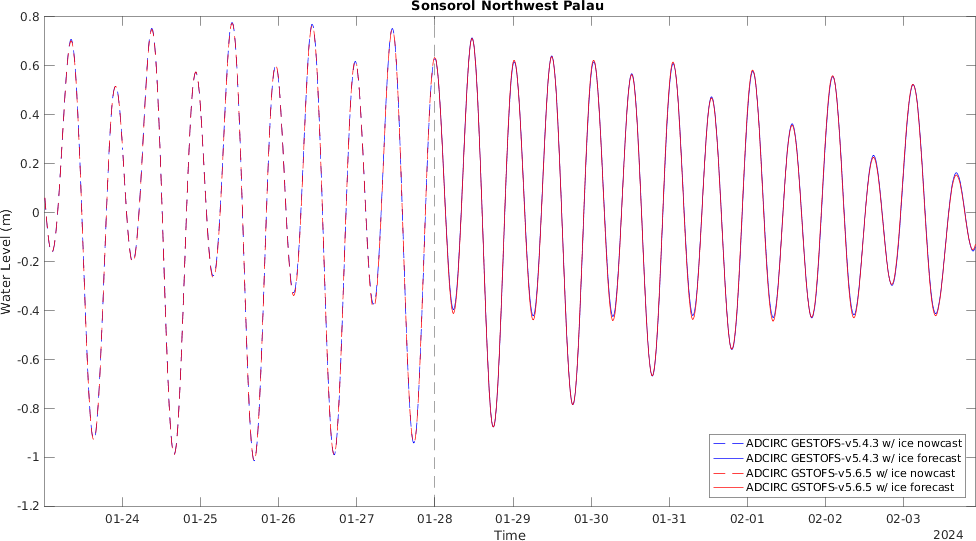 Sonsorol Northwest Palau
0.8
0.6
0.4
0.2
0
-0.2
-0.4
-0.6
-0.8
-1
-1.2
Water Level (m)
ADCIRC GESTOFS-v5.4.3 w/ ice nowcast
ADCIRC GESTOFS-v5.4.3 w/ ice forecast
ADCIRC GSTOFS-v5.6.5 w/ ice nowcast
ADCIRC GSTOFS-v5.6.5 w/ ice forecast
01-24 01-25 01-26 01-27 01-28 01-29 01-30 01-31 02-01 02-02 02-03
Time
2024